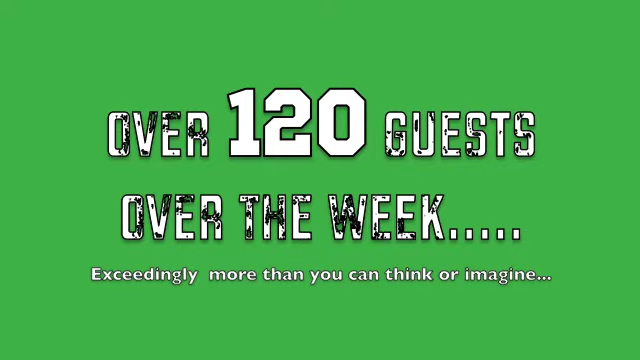 OVER 120 GUESTS
OVER THE WEEK.....
Exceedingly  more than you can think or imagine...